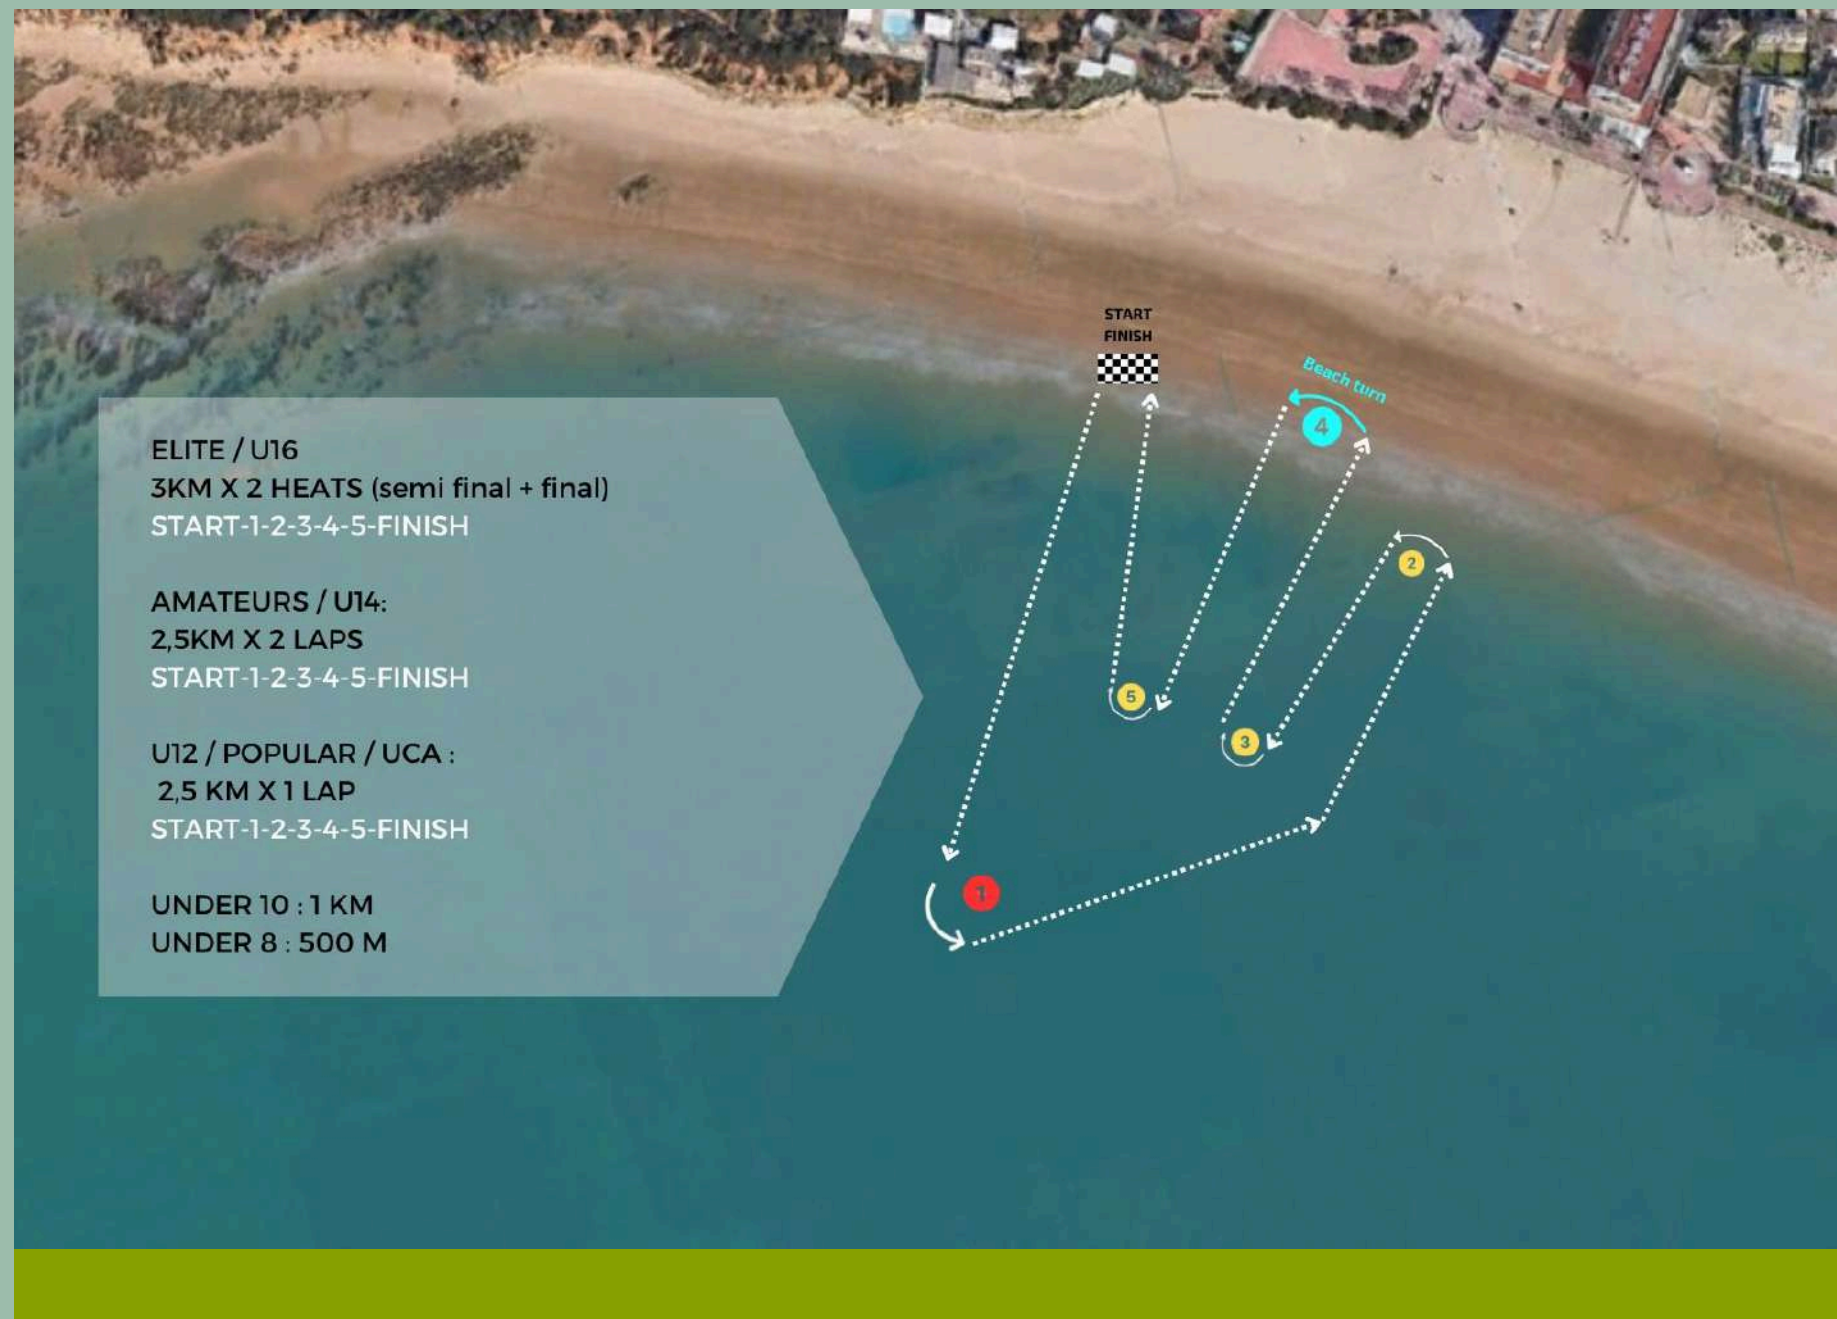 START
FINISH
Beach turn
4
2
5
3
1
ELITE / U16
3KM X 2 HEATS (semi final + final)
START-1-2-3-4-5-FINISH
AMATEURS / U14:
2,5KM X 2 LAPS
START-1-2-3-4-5-FINISH
U12 / POPULAR / UCA :
2,5 KM X 1 LAP
START-1-2-3-4-5-FINISH
UNDER 10 : 1 KM
UNDER 8 : 500 M